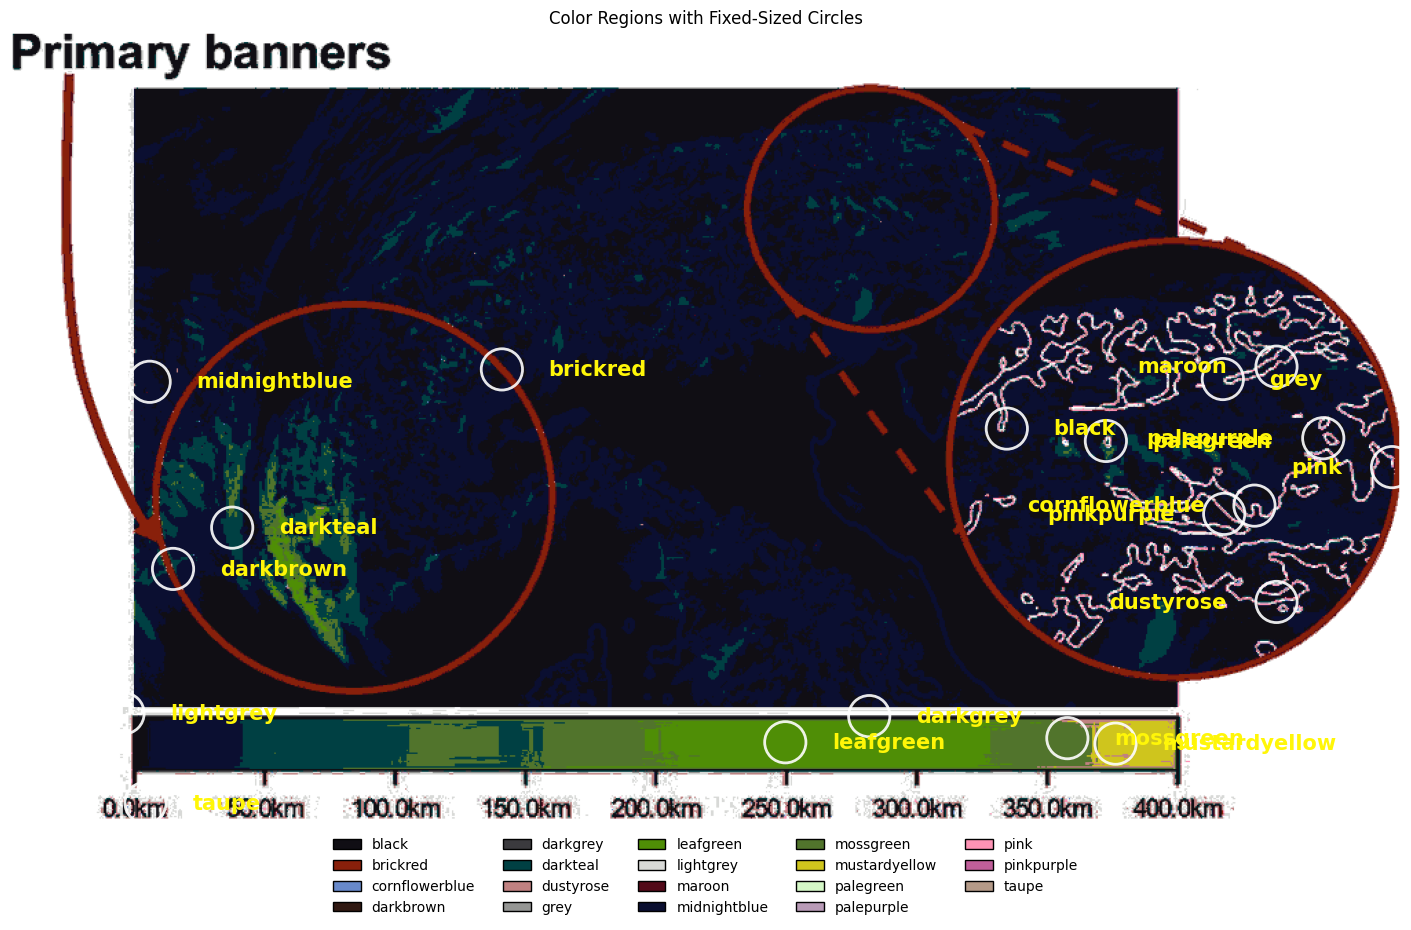 Color Regions with Fixed-Sized Circles
Primary banners
midnightblue
brickred
maroon
grey
black
palepurple
palegreen
pink
cornflowerblue
pinkpurple
darkteal
darkbrown
dustyrose
lightgrey
darkgrey
leafgreen
mossgreen
mustardyellow
taupe
0.0km 50.0km 100.0km 150.0km 200.0km 250.0km 300.0km 350.0km 400.0km
black darkgrey leafgreen mossgreen pink
brickred darkteal lightgrey mustardyellow pinkpurple
cornflowerblue dustyrose maroon palegreen taupe
darkbrown grey midnightblue palepurple